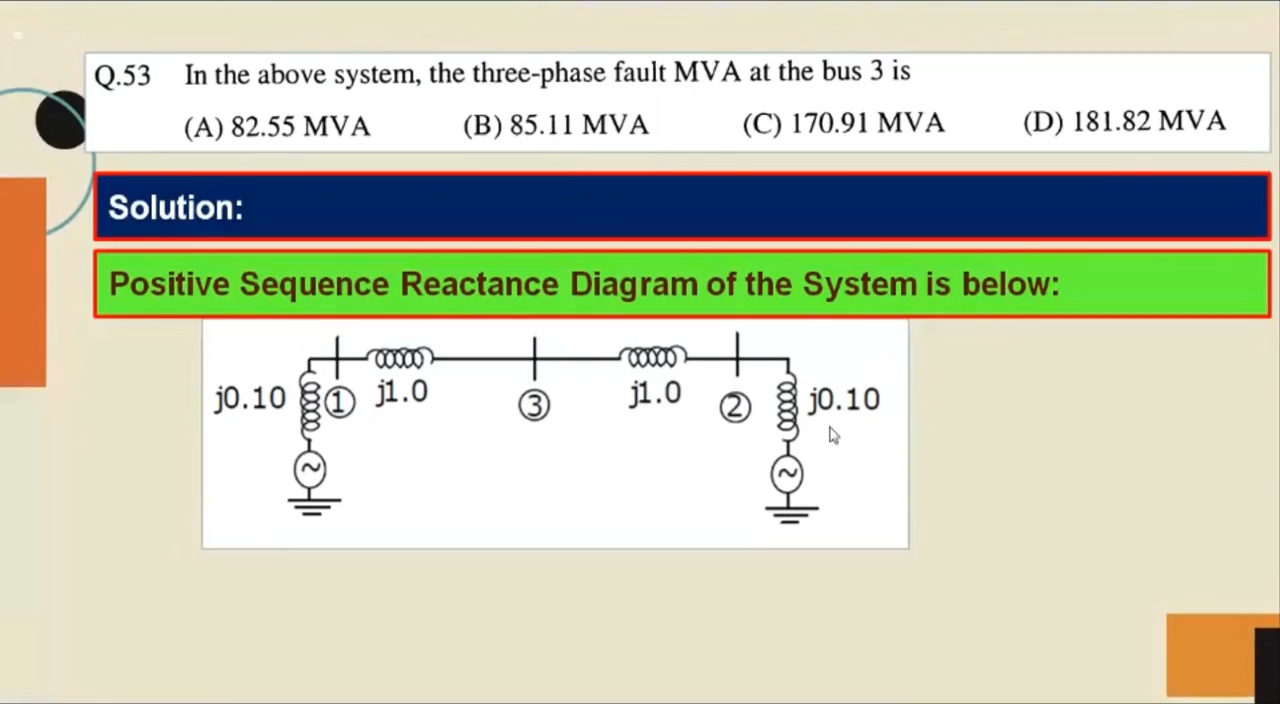 Q.53 In the above system, the three-phase fault MVA at the bus 3 is
(A) 82.55 MVA (B) 85.11 MVA (C) 170.91 MVA (D) 181.82 MVA
Solution:
Positive Sequence Reactance Diagram of the System is below:
j0.10 ① j1.0 ③ j1.0 ② j0.10
~ ~